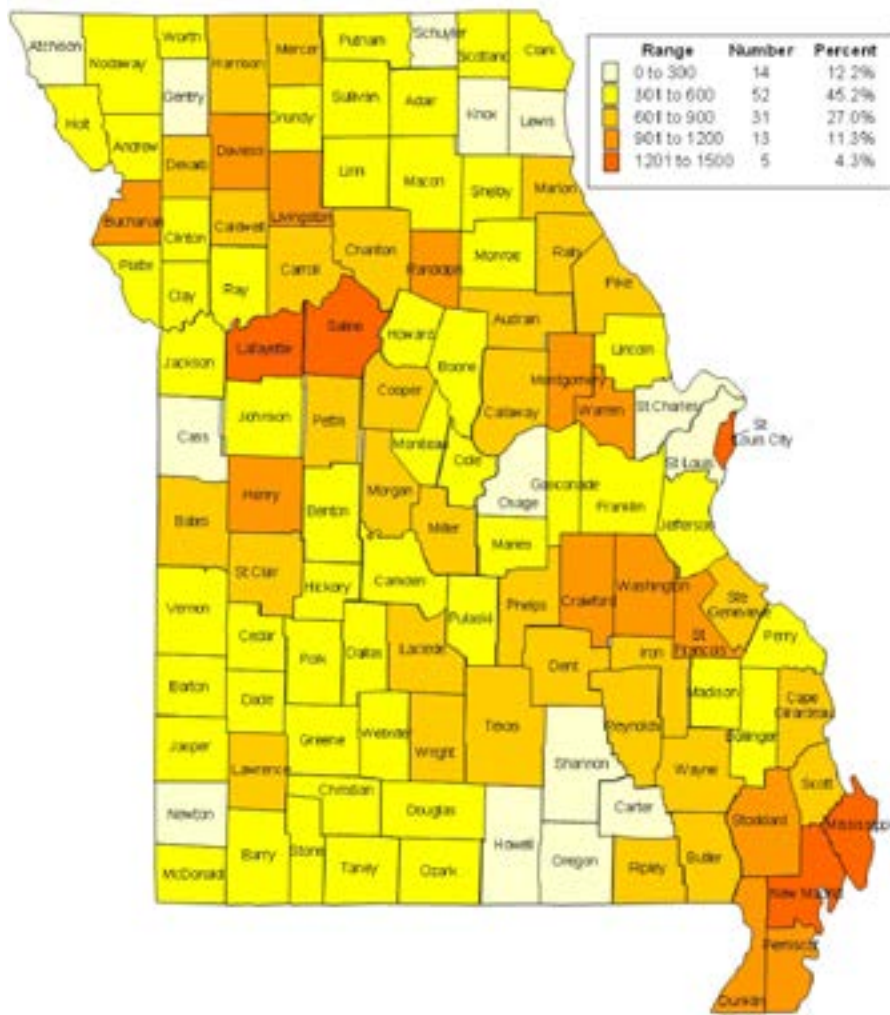 Range Number Percent
0 to 300 14 12.2%
301 to 600 52 45.2%
601 to 900 31 27.0%
901 to 1200 13 11.3%
1201 to 1500 5 4.3%
Atchison
Nodaway
Worth
Harrison
Mercer
Putnam
Schuyler
Scotland
Clark
Gentry
Holt
Andrew
Dekalb
Daviess
Grundy
Sullivan
Adair
Knox
Lewis
Buchanan
Clinton
Caldwell
Livingston
Linn
Macon
Shelby
Marion
Platte
Clay
Ray
Carroll
Chariton
Randolph
Monroe
Ralls
Pike
Audrain
Jackson
Lafayette
Saline
Howard
Boone
Callaway
Montgomery
Lincoln
Warren
St Charles
St
Louis City
St Louis
Cass
Johnson
Pettis
Cooper
Moniteau
Cole
Osage
Gasconade
Franklin
Jefferson
Bates
Henry
Benton
Morgan
Miller
Maries
St Clair
Hickory
Camden
Pulaski
Phelps
Crawford
Washington
St
Francois
Ste
Genevieve
Perry
Vernon
Cedar
Polk
Dallas
Laclede
Dent
Iron
Madison
Bollinger
Cape
Girardeau
Barton
Dade
Greene
Webster
Wright
Texas
Reynolds
Wayne
Scott
Jasper
Lawrence
Christian
Douglas
Shannon
Carter
Stoddard
Mississippi
Newton
Barry
Stone
Taney
Ozark
Howell
Oregon
Ripley
Butler
New Madrid
McDonald
Pemiscot
Dunklin